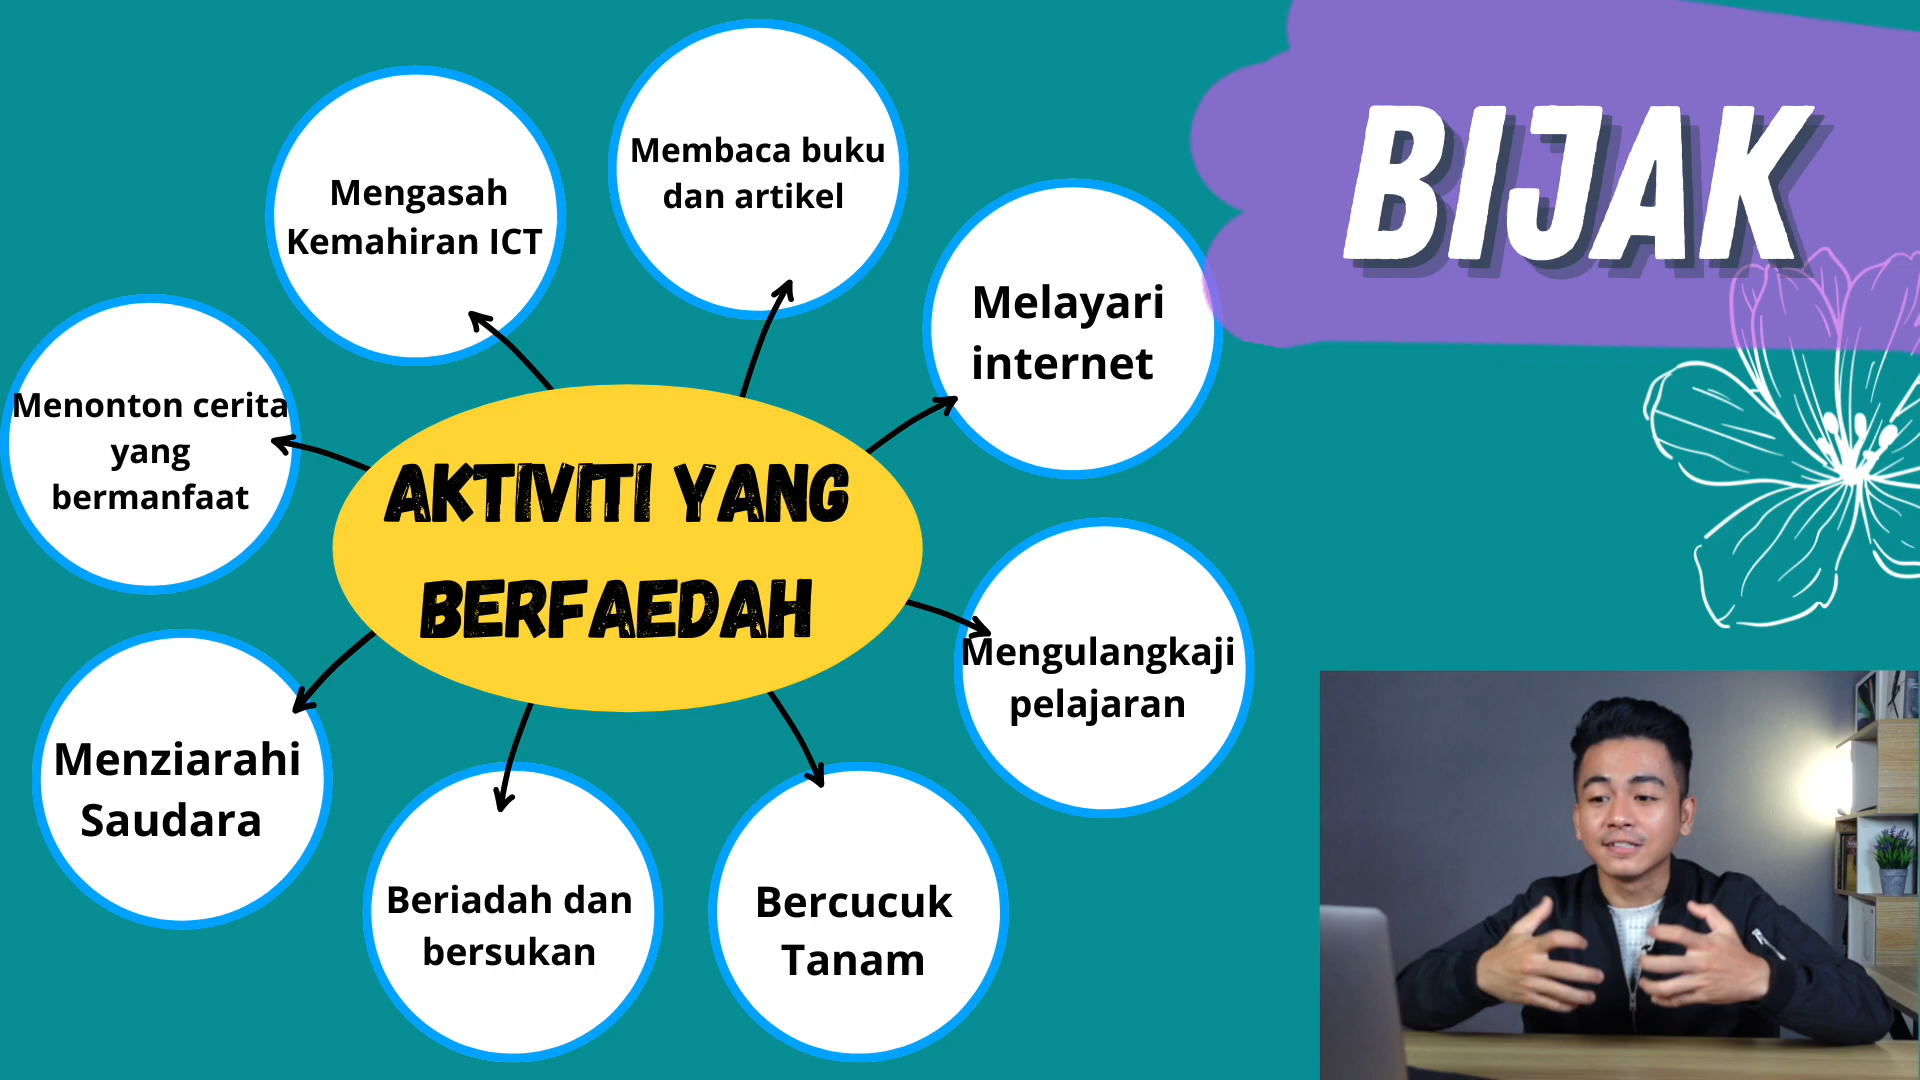 BIJAK
AKTIVITI YANG
BERFAEDAH
Membaca buku
dan artikel
Melayari
internet
Mengulangkaji
pelajaran
Bercucuk
Tanam
Beriadah dan
bersukan
Menziarahi
Saudara
Menonton cerita
yang
bermanfaat
Mengasah
Kemahiran ICT